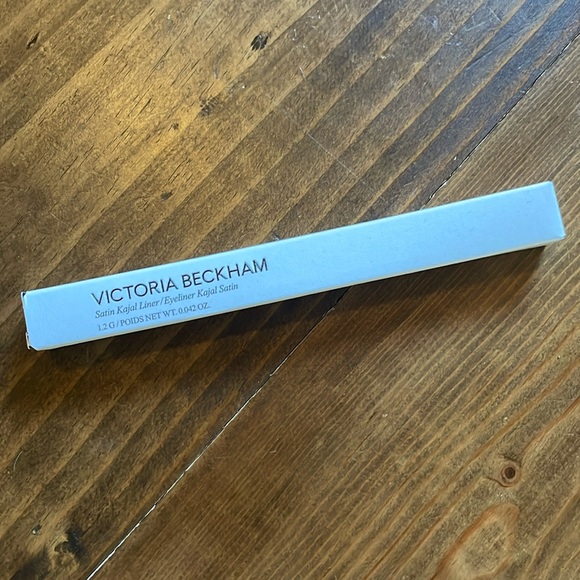 VICTORIA BECKHAM
Satin Kajal Liner/Eyeliner Kajal Satin
1.2 G/POIDS NET WT. 0.042 OZ.